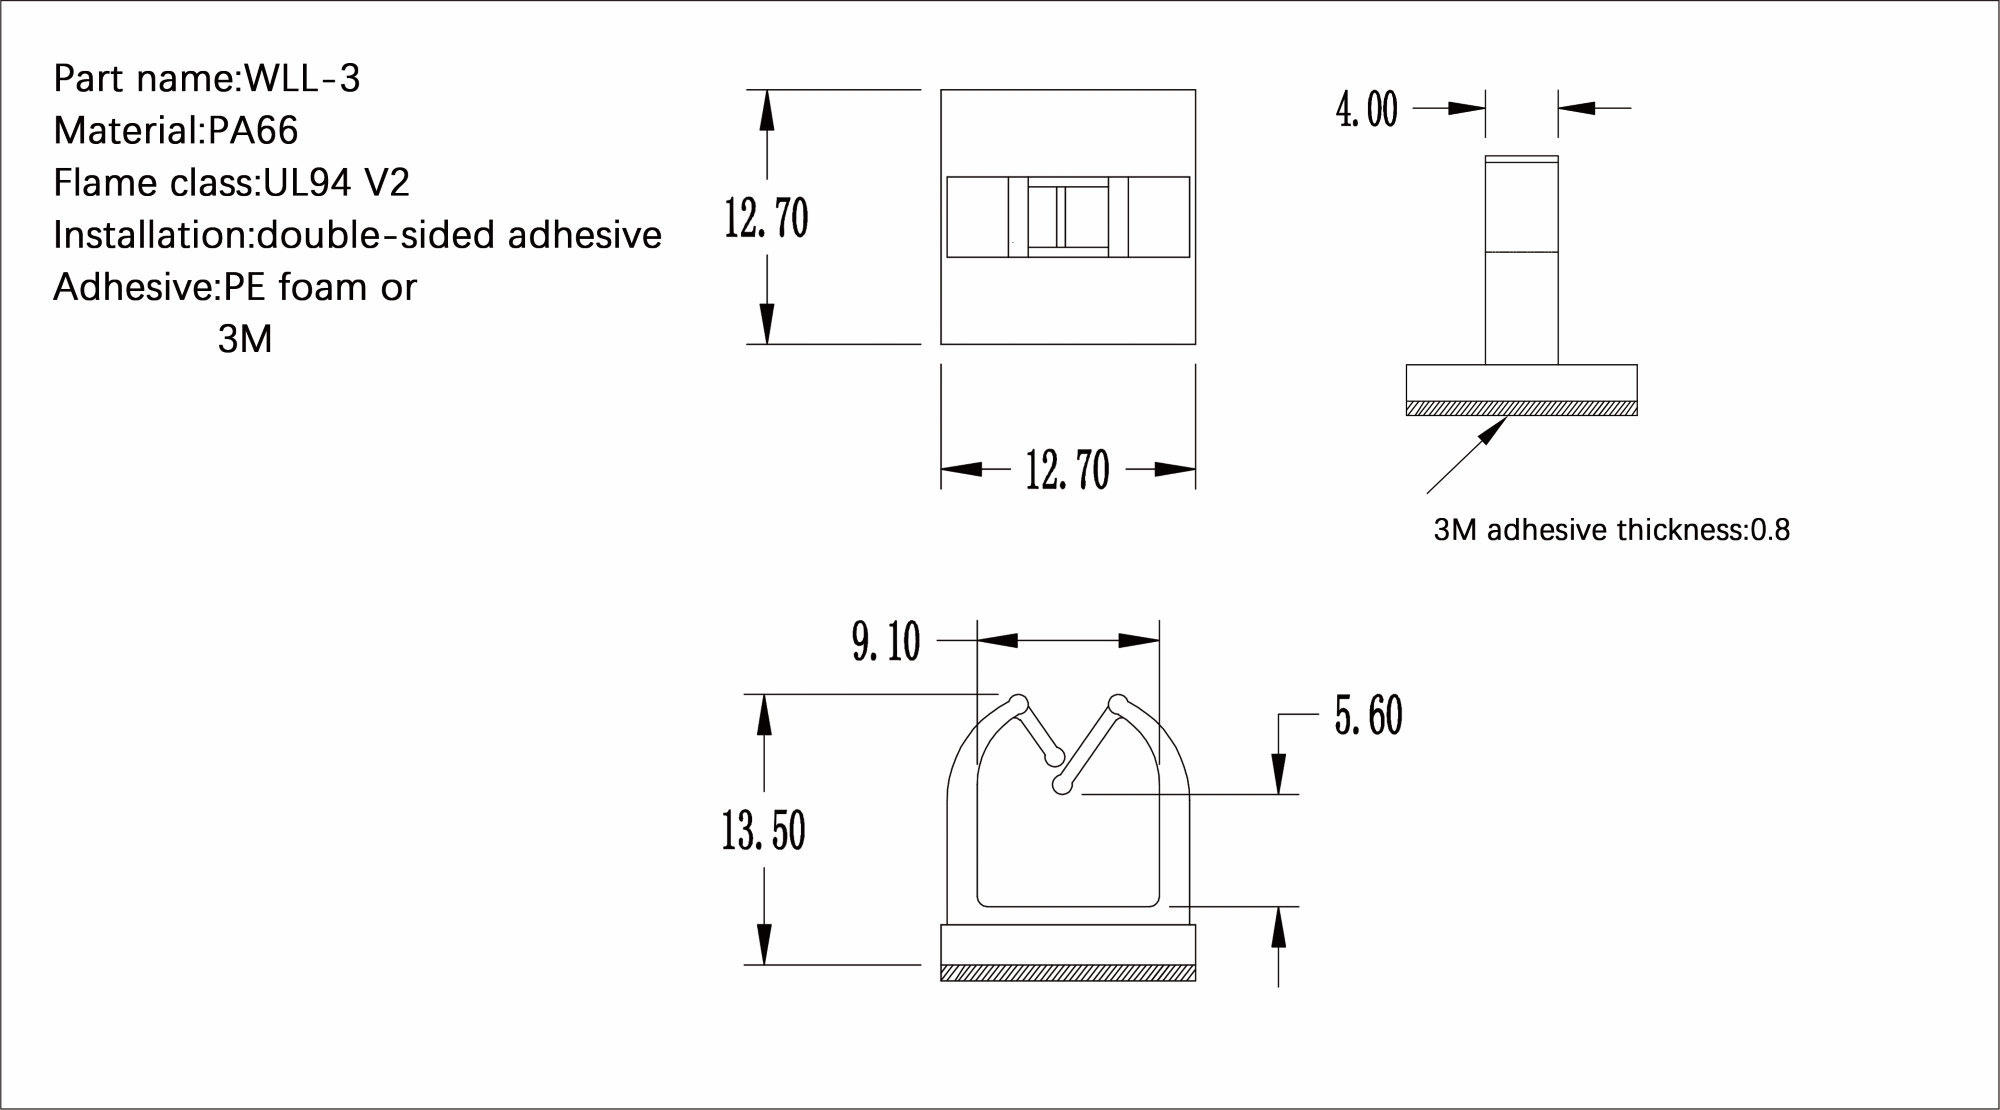 Part name:WLL-3
Material:PA66
Flame class:UL94 V2
Installation:double-sided adhesive
Adhesive:PE foam or
3M
12.70
12.70
4.00
3M adhesive thickness:0.8
9.10
5.60
13.50